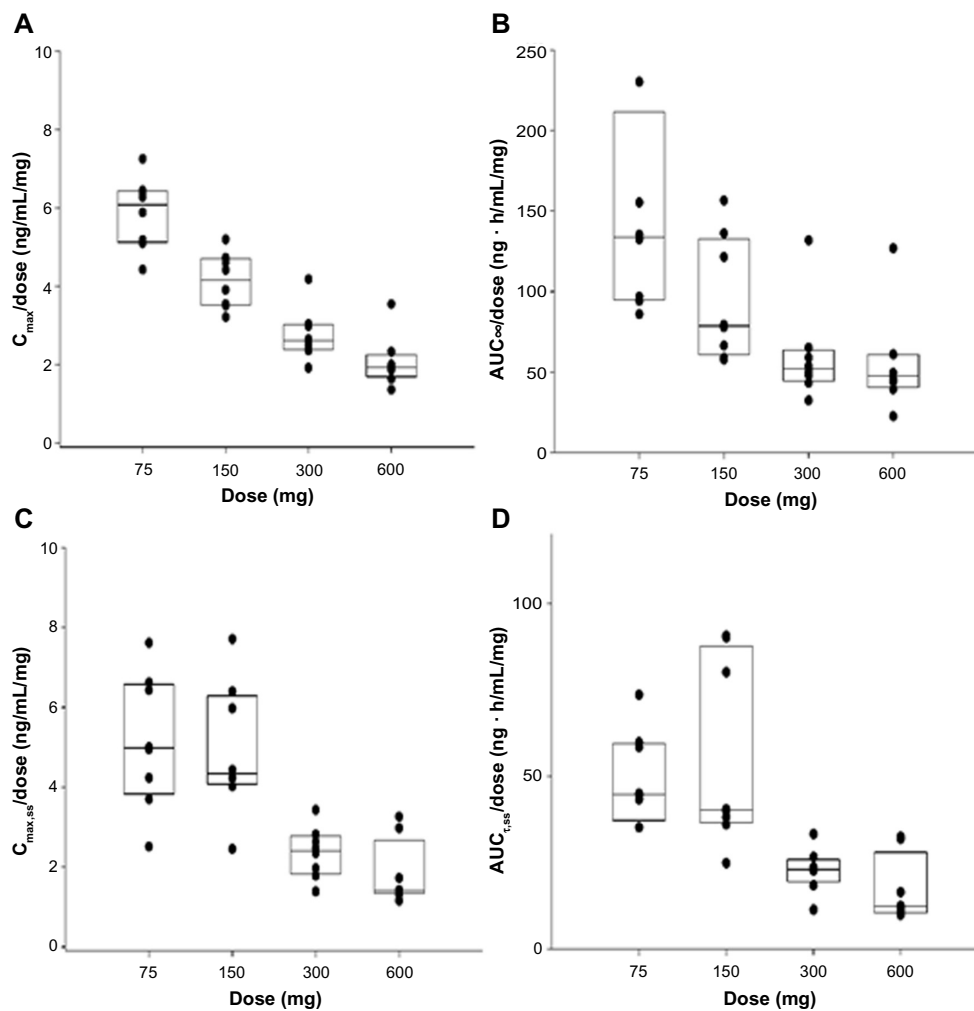 A
C_max/dose (ng/mL/mg)
10
8
6
4
2
0
75 150 300 600
Dose (mg)
B
AUC∞/dose (ng · h/mL/mg)
250
200
150
100
50
0
75 150 300 600
Dose (mg)
C
C_max,ss/dose (ng/mL/mg)
10
8
6
4
2
0
75 150 300 600
Dose (mg)
D
AUC_τ,ss/dose (ng · h/mL/mg)
100
50
0
75 150 300 600
Dose (mg)